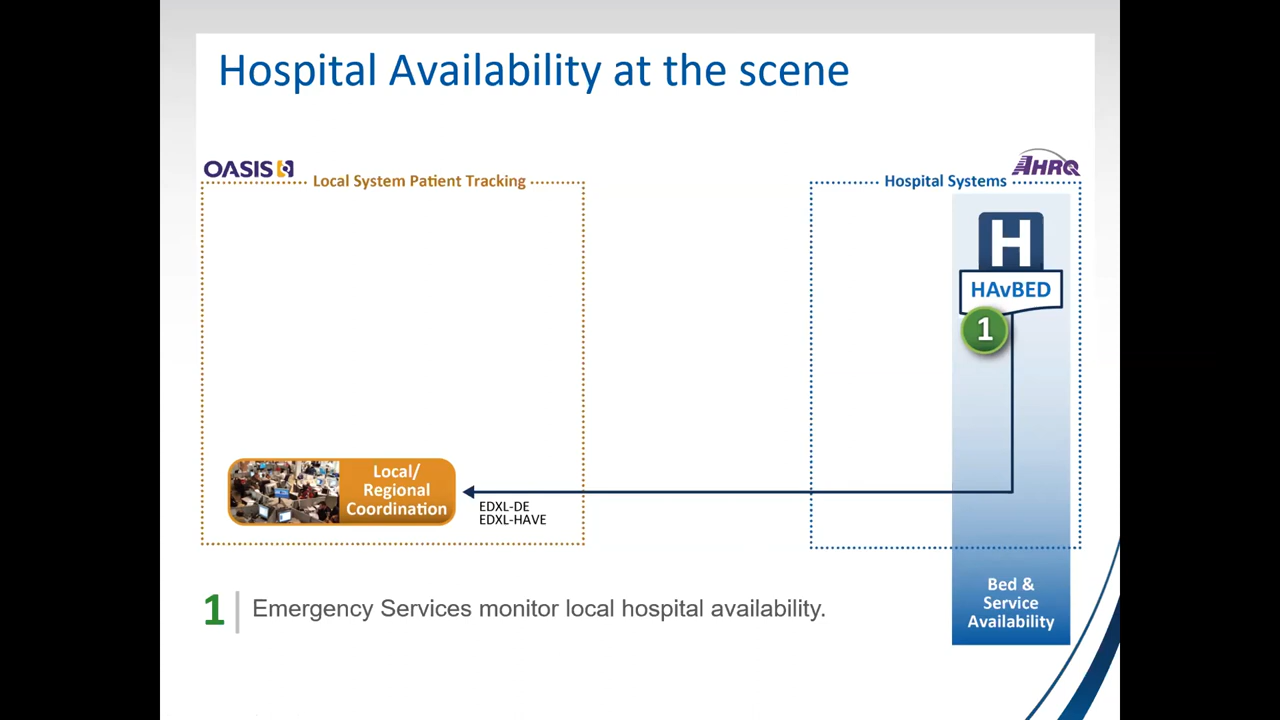 Hospital Availability at the scene
OASIS
AHRQ
Local System Patient Tracking
Hospital Systems
H
HAvBED
1
Local/
Regional
Coordination
EDXL-DE
EDXL-HAVE
Bed &
Service
Availability
1 Emergency Services monitor local hospital availability.